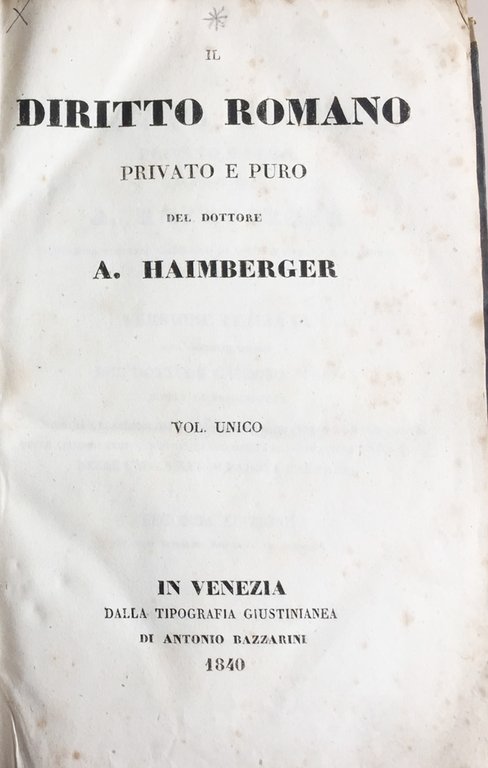 IL
DIRITTO ROMANO
PRIVATO E PURO
DEL DOTTORE
A. HAIMBERGER
VOL. UNICO
IN VENEZIA
DALLA TIPOGRAFIA GIUSTINIANEA
DI ANTONIO BAZZARINI
1840